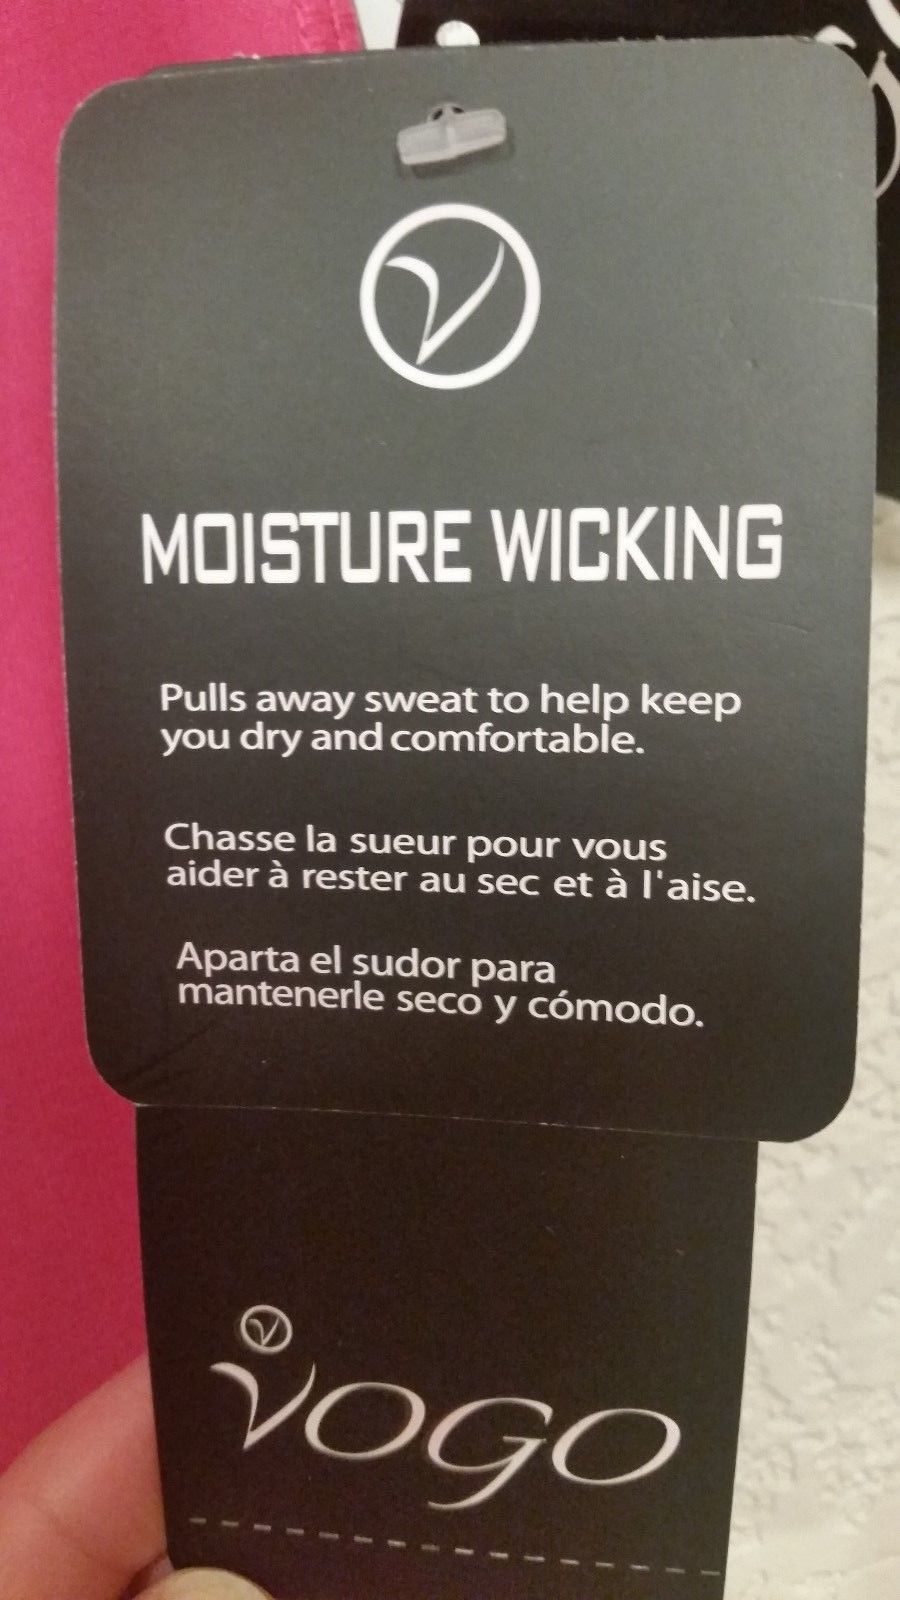 MOISTURE WICKING
Pulls away sweat to help keep
you dry and comfortable.
Chasse la sueur pour vous
aider à rester au sec et à l'aise.
Aparta el sudor para
mantenerle seco y cómodo.
VOGO